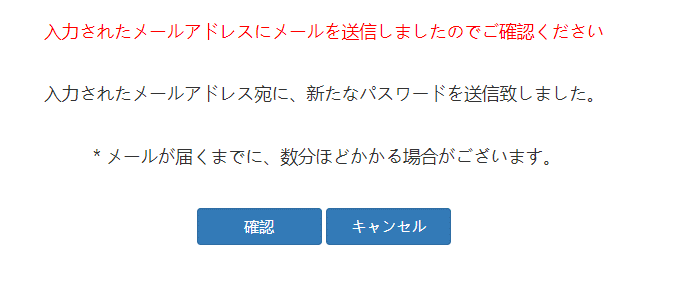 入力されたメールアドレスにメールを送信しましたのでご確認ください
入力されたメールアドレス宛に、新たなパスワードを送信致しました。
* メールが届くまでに、数分ほどかかる場合がございます。
確認 キャンセル